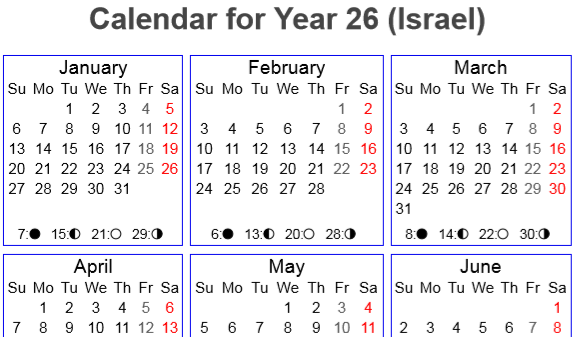 Calendar for Year 26 (Israel)
January
Su Mo Tu We Th Fr Sa
1 2 3 4 5
6 7 8 9 10 11 12
13 14 15 16 17 18 19
20 21 22 23 24 25 26
27 28 29 30 31
7:● 15:◐ 21:○ 29:◑
February
Su Mo Tu We Th Fr Sa
1 2
3 4 5 6 7 8 9
10 11 12 13 14 15 16
17 18 19 20 21 22 23
24 25 26 27 28
6:● 13:◐ 20:○ 28:◑
March
Su Mo Tu We Th Fr Sa
1 2
3 4 5 6 7 8 9
10 11 12 13 14 15 16
17 18 19 20 21 22 23
24 25 26 27 28 29 30
31
8:● 14:◐ 22:○ 30:◑
April
Su Mo Tu We Th Fr Sa
1 2 3 4 5 6
7 8 9 10 11 12 13
May
Su Mo Tu We Th Fr Sa
1 2 3 4
5 6 7 8 9 10 11
June
Su Mo Tu We Th Fr Sa
1
2 3 4 5 6 7 8